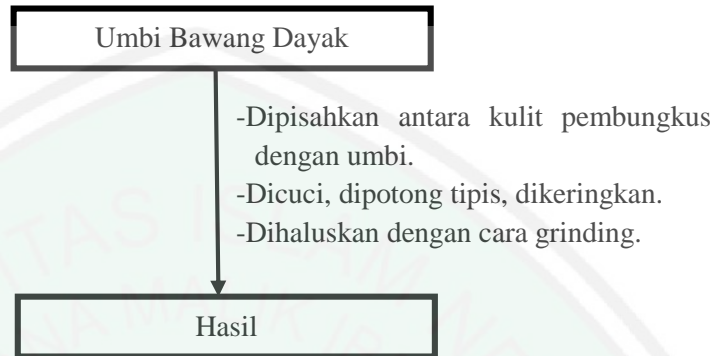 Umbi Bawang Dayak
-Dipisahkan antara kulit pembungkus
dengan umbi.
-Dicuci, dipotong tipis, dikeringkan.
-Dihaluskan dengan cara grinding.
Hasil